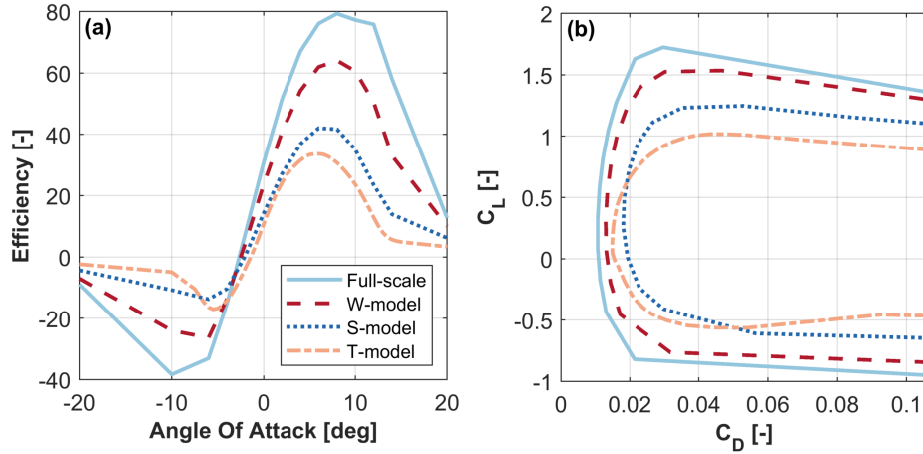 (a)
80
60
40
20
0
-20
-40
-20
-10
0
10
20
Efficiency [-]
Angle Of Attack [deg]
Full-scale
W-model
S-model
T-model
(b)
2
1.5
1
0.5
0
-0.5
-1
0
0.02
0.04
0.06
0.08
0.1
C_L [-]
C_D [-]